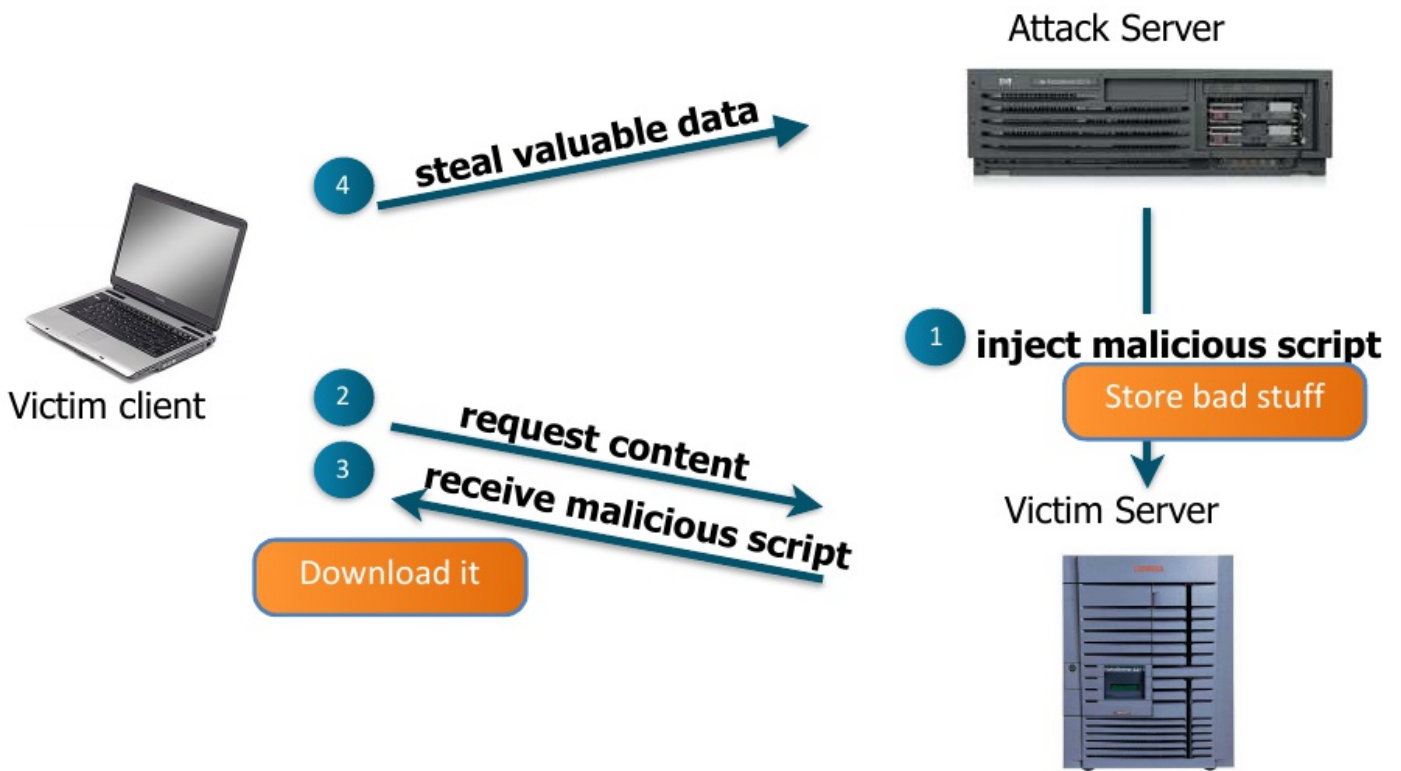 Attack Server
steal valuable data
4
1
inject malicious script
Store bad stuff
Victim client
2
request content
3
receive malicious script
Download it
Victim Server